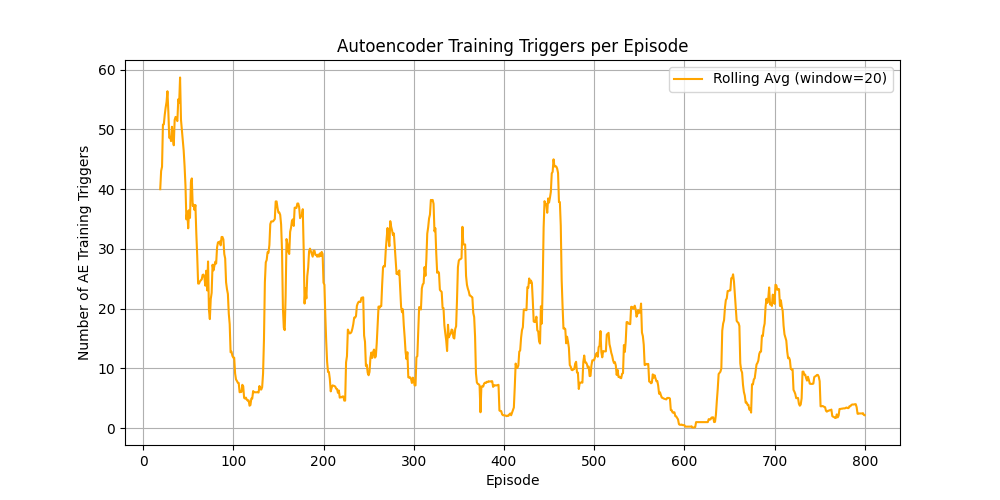 Autoencoder Training Triggers per Episode
Rolling Avg (window=20)
Number of AE Training Triggers
60
50
40
30
20
10
0
0 100 200 300 400 500 600 700 800
Episode